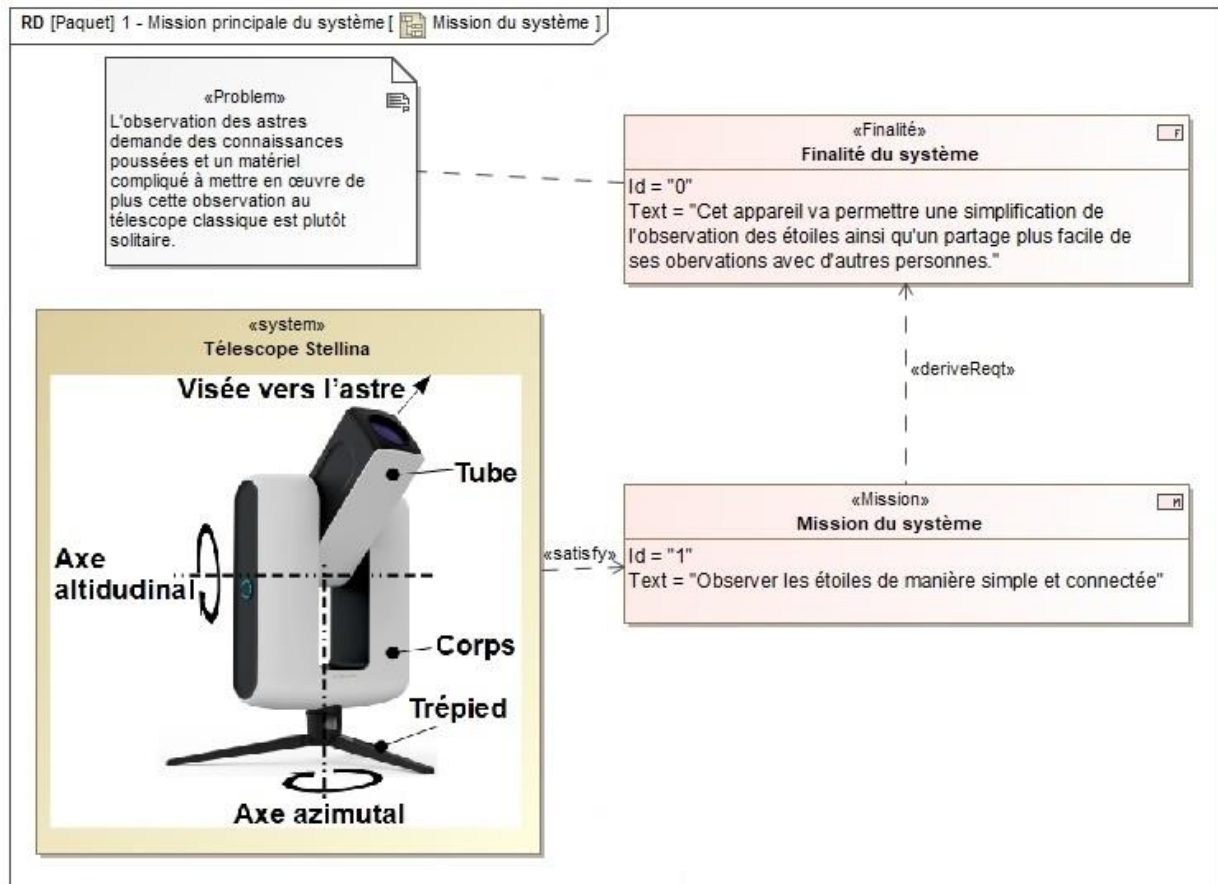 RD [Paquet] 1 - Mission principale du système [ Mission du système ]
«Problem»
L'observation des astres
demande des connaissances
poussées et un matériel
compliqué à mettre en œuvre de
plus cette observation au
télescope classique est plutôt
solitaire.
«Finalité»
F
Finalité du système
Id = "0"
Text = "Cet appareil va permettre une simplification de
l'observation des étoiles ainsi qu'un partage plus facile de
ses obervations avec d'autres personnes."
«deriveReqt»
«system»
Télescope Stellina
Visée vers l'astre
Tube
Axe
altidudinal
Corps
Trépied
Axe azimutal
«satisfy»
«Mission»
M
Mission du système
Id = "1"
Text = "Observer les étoiles de manière simple et connectée"